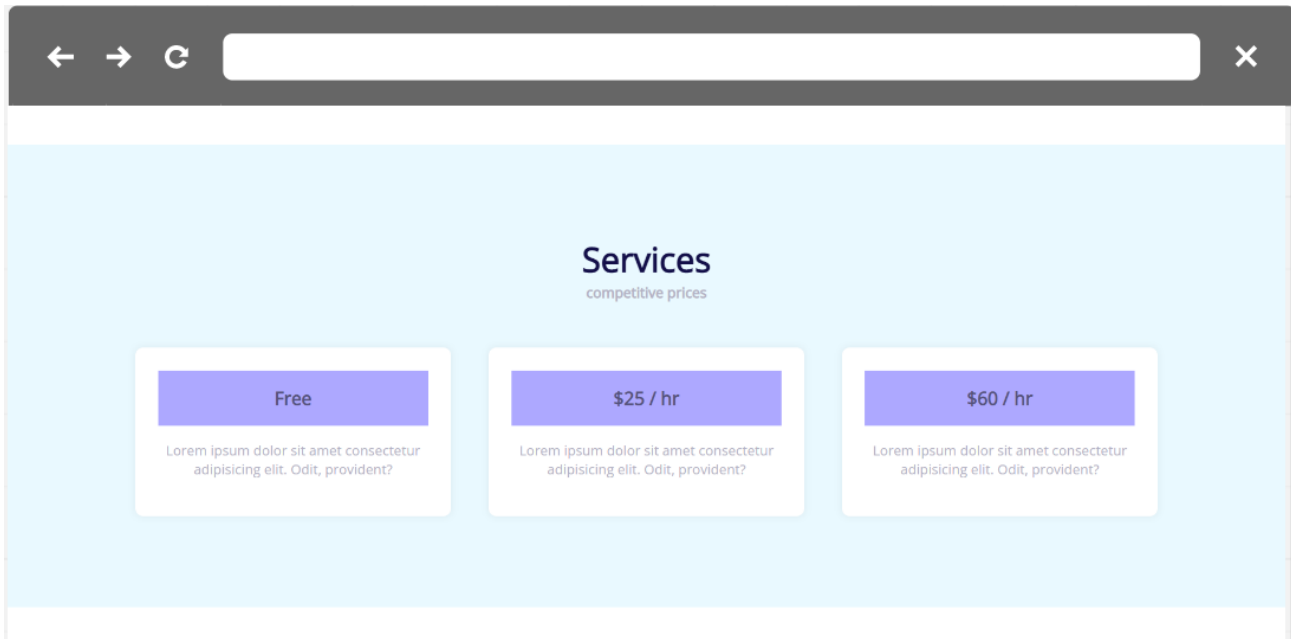 Services
competitive prices
Free
Lorem ipsum dolor sit amet consectetur
adipisicing elit. Odit, provident?
$25 / hr
Lorem ipsum dolor sit amet consectetur
adipisicing elit. Odit, provident?
$60 / hr
Lorem ipsum dolor sit amet consectetur
adipisicing elit. Odit, provident?